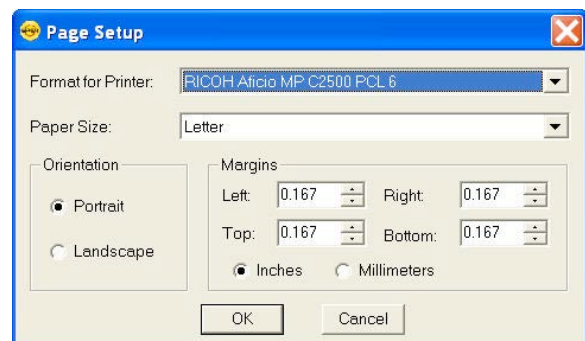 Page Setup
Format for Printer: RICOH Aficio MP C2500 PCL 6
Paper Size: Letter
Orientation
Portrait
Landscape
Margins
Left: 0.167 Right: 0.167
Top: 0.167 Bottom: 0.167
Inches Millimeters
OK Cancel